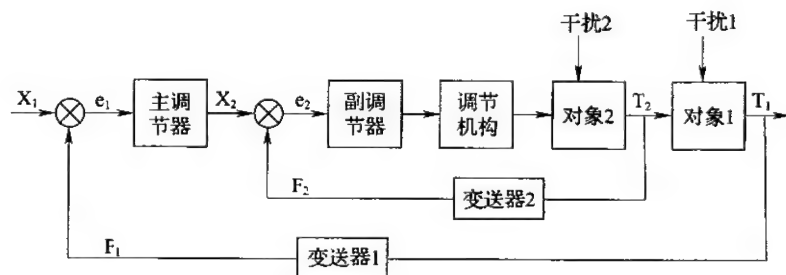 干扰2
干扰1
X₁
e₁
主调
节器
X₂
e₂
副调
节器
调节
机构
对象2
T₂
对象1
T₁
F₂
变送器2
F₁
变送器1